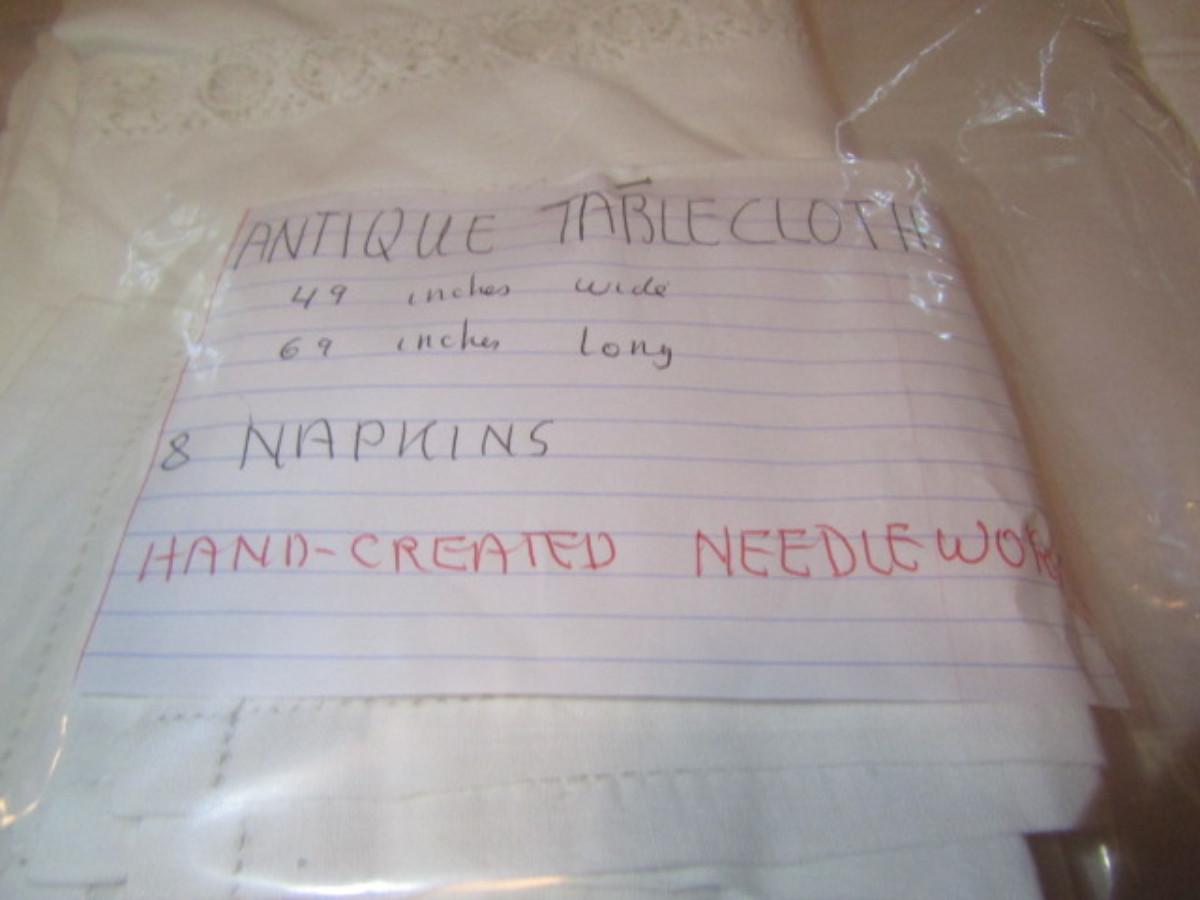 ANTIQUE TABLECLOTH
49 inches wide
69 inches long
8 NAPKINS
HAND-CREATED NEEDLEWORK